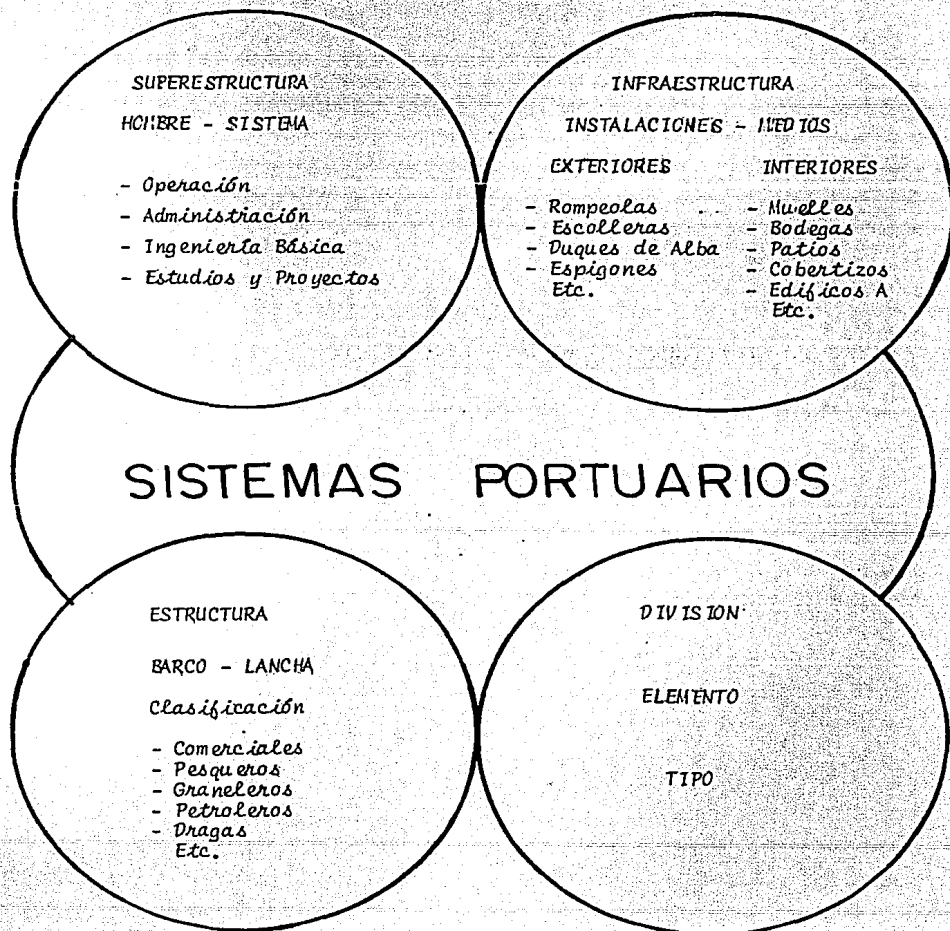 SUPERESTRUCTURA
HOMBRE - SISTEMA
- Operación
- Administración
- Ingeniería Básica
- Estudios y Proyectos
INFRAESTRUCTURA
INSTALACIONES - MEDIOS
EXTERIORES
- Rompeolas
- Escolleras
- Duques de Alba
- Espigones
Etc.
INTERIORES
- Muelles
- Bodegas
- Patios
- Cobertizos
- Edificos A
Etc.
SISTEMAS PORTUARIOS
ESTRUCTURA
BARCO - LANCHA
Clasificación
- Comerciales
- Pesqueros
- Graneleros
- Petroleros
- Dragas
Etc.
DIVISION
ELEMENTO
TIPO